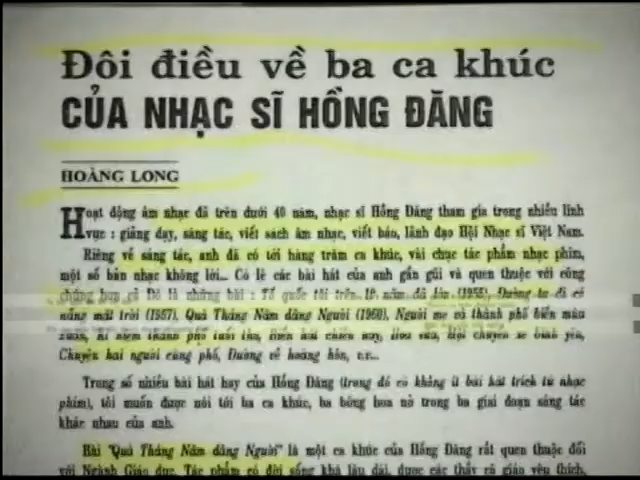 Đôi điều về ba ca khúc
CỦA NHẠC SĨ HỒNG ĐĂNG
HOÀNG LONG
Hoạt động âm nhạc đã trên dưới 40 năm, nhạc sĩ Hồng Đăng tham gia trong nhiều lĩnh
vực : giảng dạy, sáng tác, viết sách âm nhạc, viết báo, lãnh đạo Hội Nhạc sĩ Việt Nam.
Riêng về sáng tác, anh đã có tới hàng trăm ca khúc, vài chục tác phẩm nhạc phim,
một số bản nhạc không lời... Có lẽ các bài hát của anh gần gũi và quen thuộc với công
chúng hơn cả Đó là những bài : Tổ quốc tôi trên 10 năm đã lớn (1955) Đường ta đi có
nắng mặt trời (1957), Quà Tháng Năm dâng Người (1960), Người mẹ và thành phố biển màu
xanh, Kỉ niệm thành phố tuổi thơ, Biển hát chiều nay, Hoa sữa,
Chuyện hai người cùng phố, Đường về hoàng hôn, v.v...
Trong số nhiều bài hát hay của Hồng Đăng (trong đó có không ít bài hát trích từ nhạc
phim), tôi muốn được nói tới ba ca khúc, ba bông hoa nở trong ba giai đoạn sáng tác
khác nhau của anh.
Bài "Quà Tháng Năm dâng Người" là một ca khúc của Hồng Đăng rất quen thuộc đối
với Ngành Giáo dục. Tác phẩm có đời sống khá lâu dài, được các thầy cô giáo yêu thích,